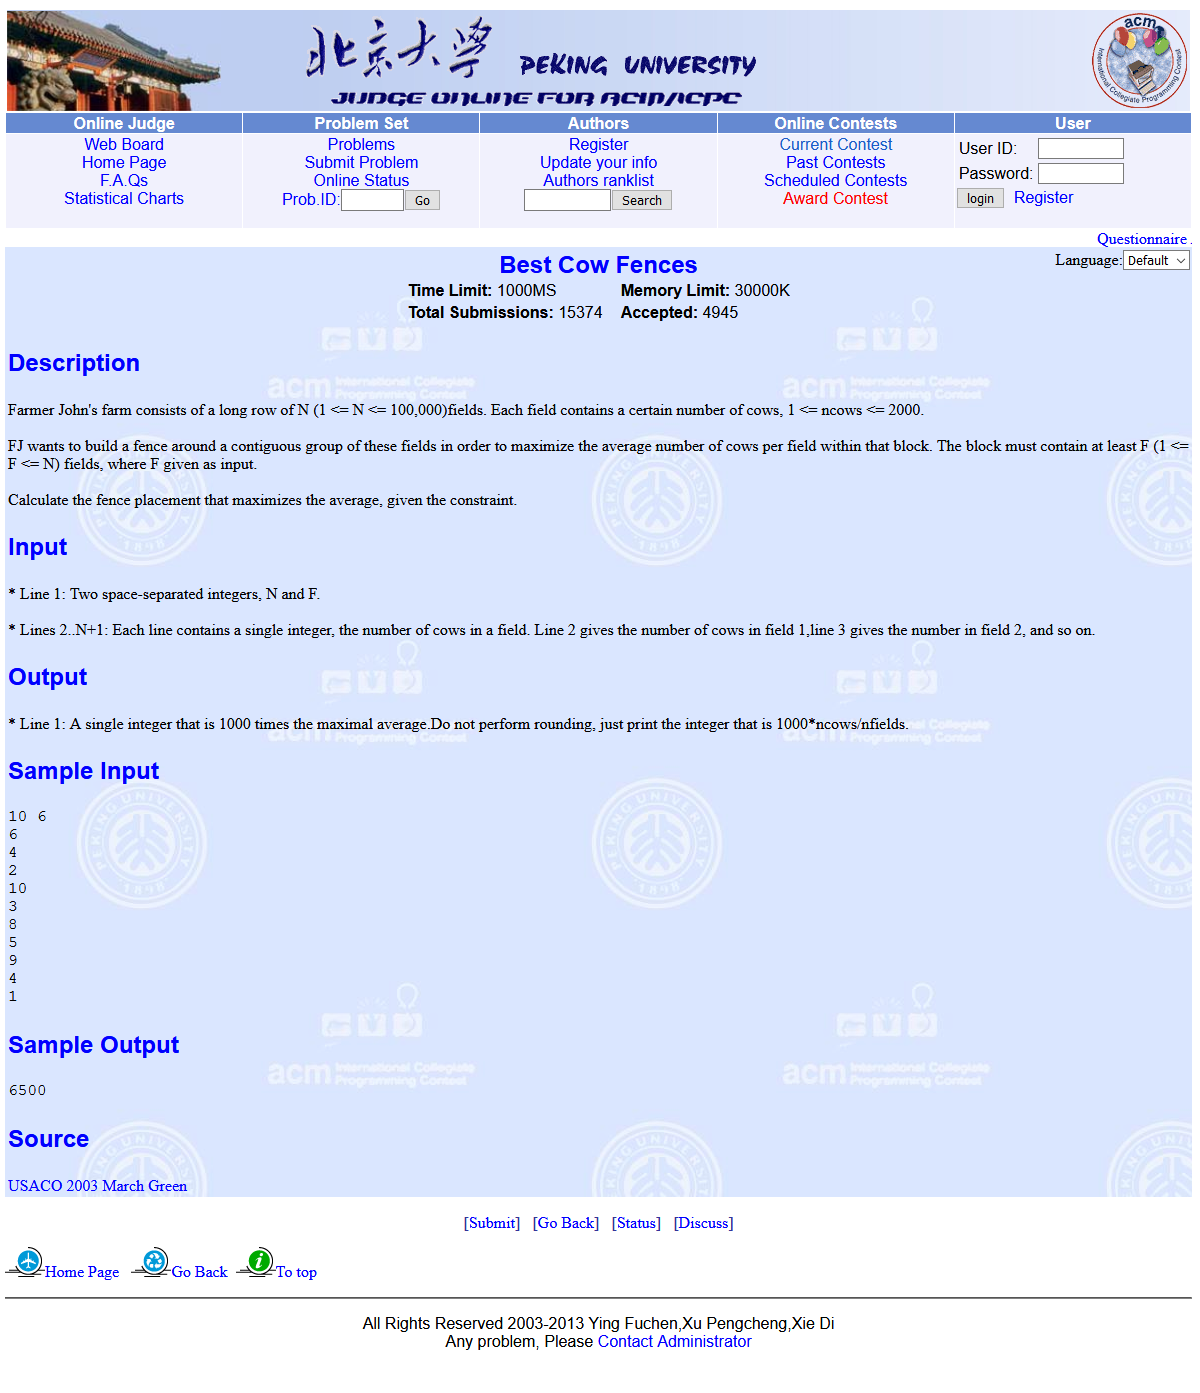 北京大學 PEKING UNIVERSITY
JUDGE ONLINE FOR ACM/ICPC
acm
International Collegiate Programming Contest
Online Judge Problem Set Authors Online Contests User
Web Board Problems Register Current Contest User ID:
Home Page Submit Problem Update your info Past Contests Password:
F.A.Qs Online Status Authors ranklist Scheduled Contests login Register
Statistical Charts Prob.ID: Go Search Award Contest
Questionnaire .
Language: Default
Best Cow Fences
Time Limit: 1000MS Memory Limit: 30000K
Total Submissions: 15374 Accepted: 4945
Description
Farmer John's farm consists of a long row of N (1 <= N <= 100,000)fields. Each field contains a certain number of cows, 1 <= ncows <= 2000.
FJ wants to build a fence around a contiguous group of these fields in order to maximize the average number of cows per field within that block. The block must contain at least F (1 <=
F <= N) fields, where F given as input.
Calculate the fence placement that maximizes the average, given the constraint.
Input
* Line 1: Two space-separated integers, N and F.
* Lines 2..N+1: Each line contains a single integer, the number of cows in a field. Line 2 gives the number of cows in field 1,line 3 gives the number in field 2, and so on.
Output
* Line 1: A single integer that is 1000 times the maximal average.Do not perform rounding, just print the integer that is 1000*ncows/nfields.
Sample Input
10 6
6
4
2
10
3
8
5
9
4
1
Sample Output
6500
Source
USACO 2003 March Green
[Submit] [Go Back] [Status] [Discuss]
Home Page Go Back To top
All Rights Reserved 2003-2013 Ying Fuchen,Xu Pengcheng,Xie Di
Any problem, Please Contact Administrator